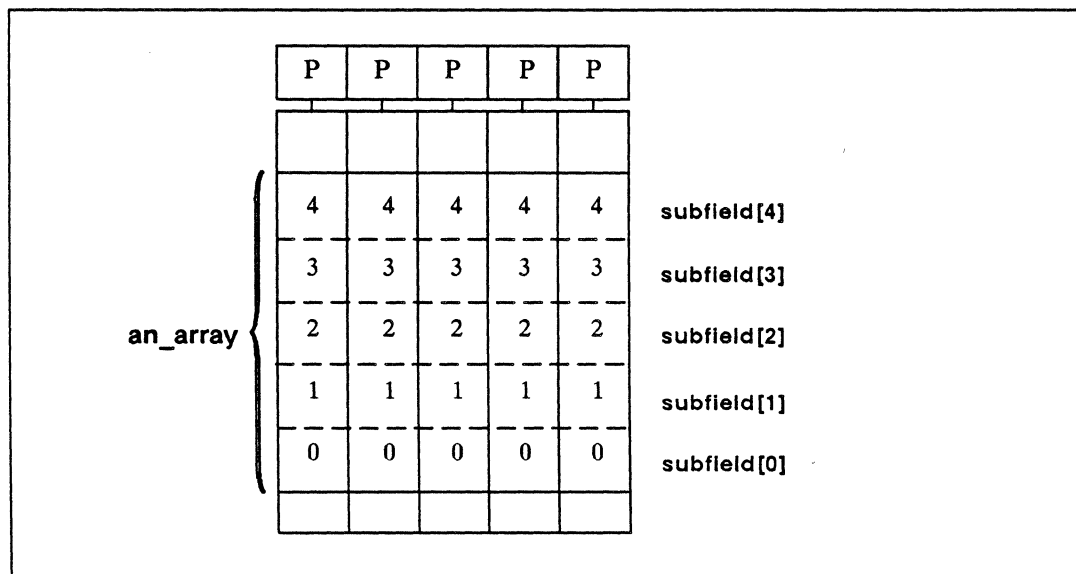 P P P P P
4 4 4 4 4 subfield[4]
3 3 3 3 3 subfield[3]
an_array 2 2 2 2 2 subfield[2]
1 1 1 1 1 subfield[1]
0 0 0 0 0 subfield[0]